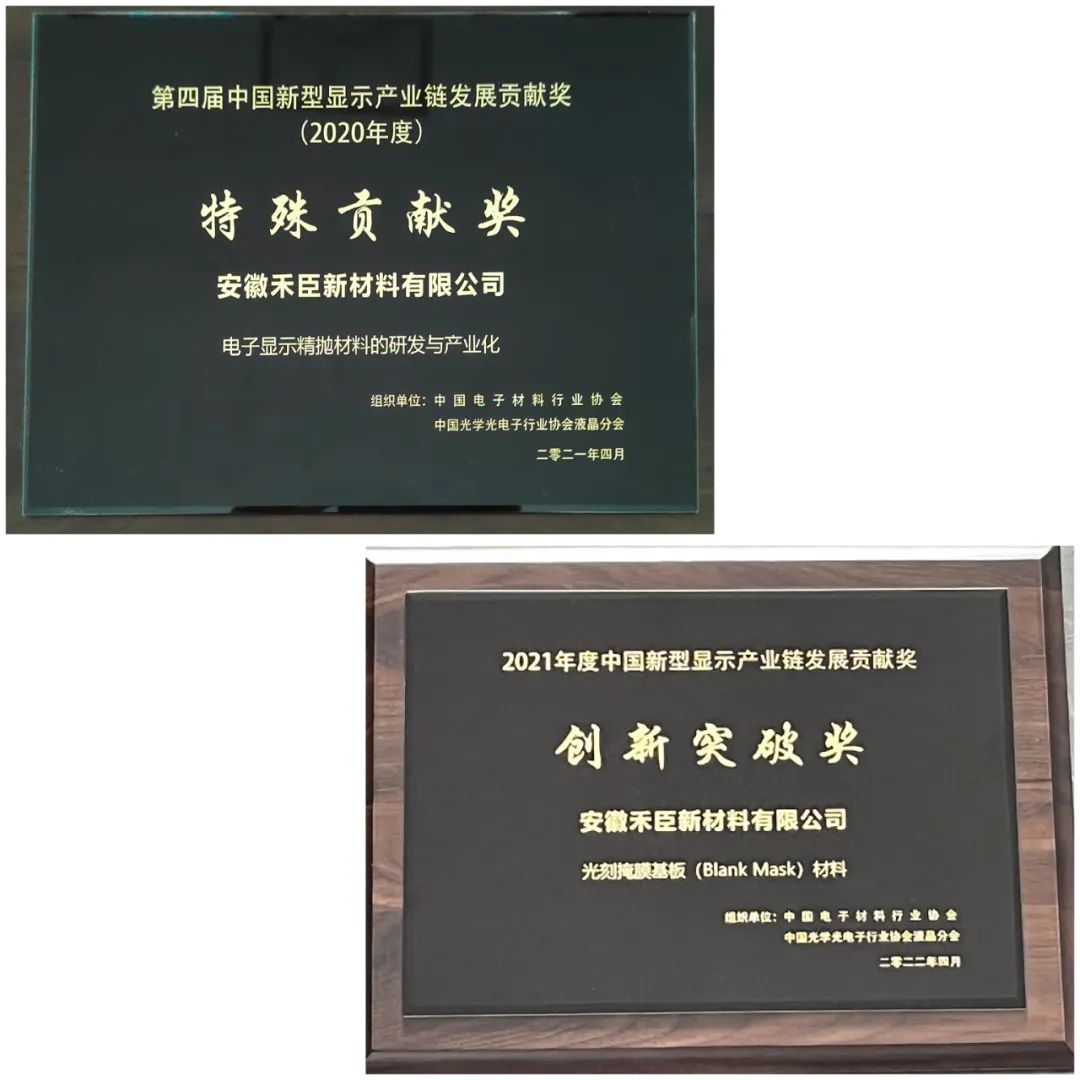 第四届中国新型显示产业链发展贡献奖
（2020年度）
特殊贡献奖
安徽禾臣新材料有限公司
电子显示精抛材料的研发与产业化
组织单位：中国电子材料行业协会
中国光学光电子行业协会液晶分会
二零二一年四月
2021年度中国新型显示产业链发展贡献奖
创新突破奖
安徽禾臣新材料有限公司
光刻掩膜基板（Blank Mask）材料
组织单位：中国电子材料行业协会
中国光学光电子行业协会液晶分会
二零二二年四月